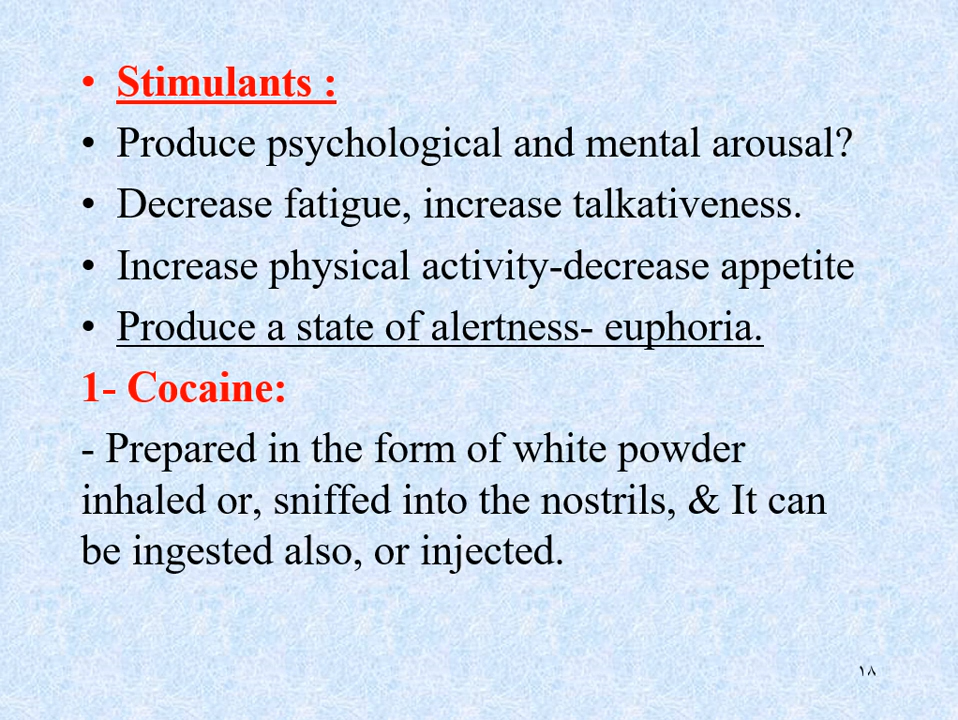 • Stimulants :
• Produce psychological and mental arousal?
• Decrease fatigue, increase talkativeness.
• Increase physical activity-decrease appetite
• Produce a state of alertness- euphoria.
1- Cocaine:
- Prepared in the form of white powder
inhaled or, sniffed into the nostrils, & It can
be ingested also, or injected.
١٨